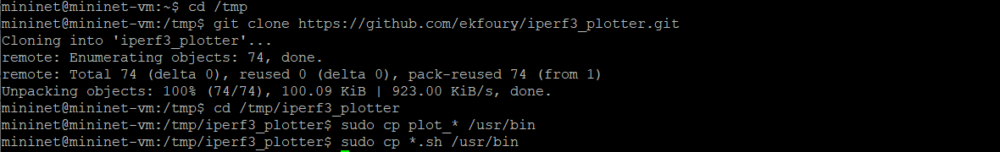 mininet@mininet-vm:~$ cd /tmp
mininet@mininet-vm:/tmp$ git clone https://github.com/ekfoury/iperf3_plotter.git
Cloning into 'iperf3_plotter'...
remote: Enumerating objects: 74, done.
remote: Total 74 (delta 0), reused 0 (delta 0), pack-reused 74 (from 1)
Unpacking objects: 100% (74/74), 100.09 KiB | 923.00 KiB/s, done.
mininet@mininet-vm:/tmp$ cd /tmp/iperf3_plotter
mininet@mininet-vm:/tmp/iperf3_plotter$ sudo cp plot_* /usr/bin
mininet@mininet-vm:/tmp/iperf3_plotter$ sudo cp *.sh /usr/bin